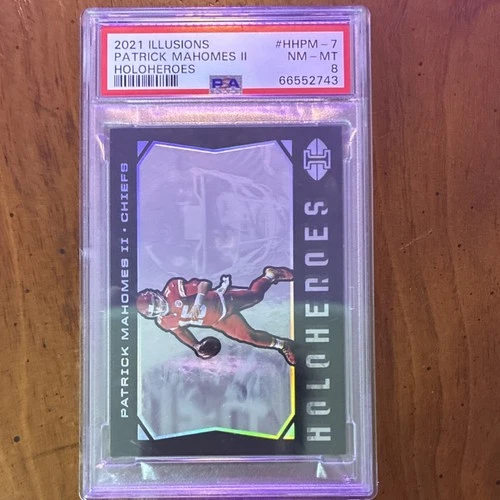 2021 ILLUSIONS #HHPM-7
PATRICK MAHOMES II NM-MT
HOLOHEROES 8
PSA 66552743
PATRICK MAHOMES II • CHIEFS
HOLOHEROES